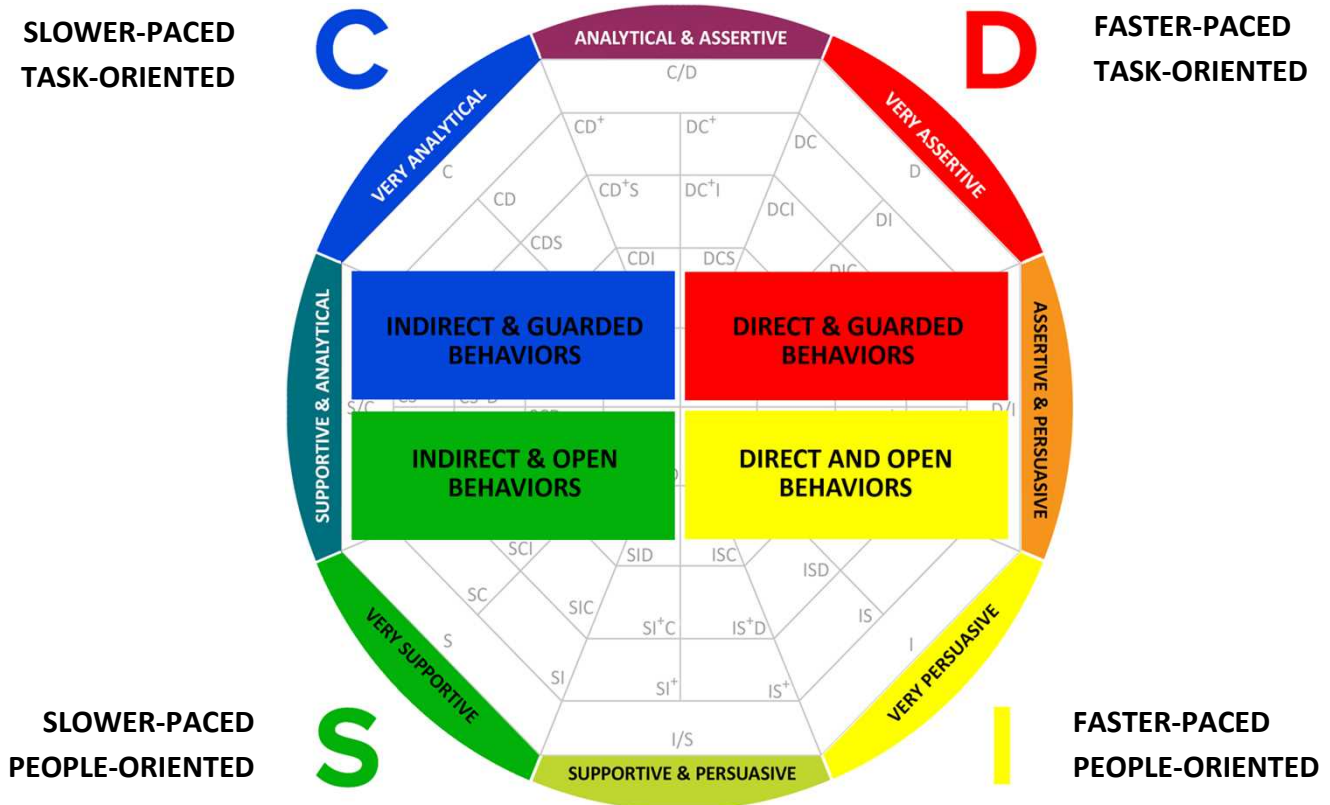 SLOWER-PACED
TASK-ORIENTED
C
ANALYTICAL & ASSERTIVE
D
FASTER-PACED
TASK-ORIENTED
C/D
VERY ANALYTICAL
VERY ASSERTIVE
CD+
DC+
DC
C
D
CD
CD+S
DC+I
DCI
DI
CDS
CDI
DCS
DIC
SUPPORTIVE & ANALYTICAL
INDIRECT & GUARDED
BEHAVIORS
DIRECT & GUARDED
BEHAVIORS
ASSERTIVE & PERSUASIVE
S/C
D/I
INDIRECT & OPEN
BEHAVIORS
DIRECT AND OPEN
BEHAVIORS
SCI
SID
ISC
ISD
SC
SIC
SI+C
IS+D
IS
S
I
SI
SI+
IS+
VERY SUPPORTIVE
VERY PERSUASIVE
I/S
SLOWER-PACED
PEOPLE-ORIENTED
S
SUPPORTIVE & PERSUASIVE
I
FASTER-PACED
PEOPLE-ORIENTED